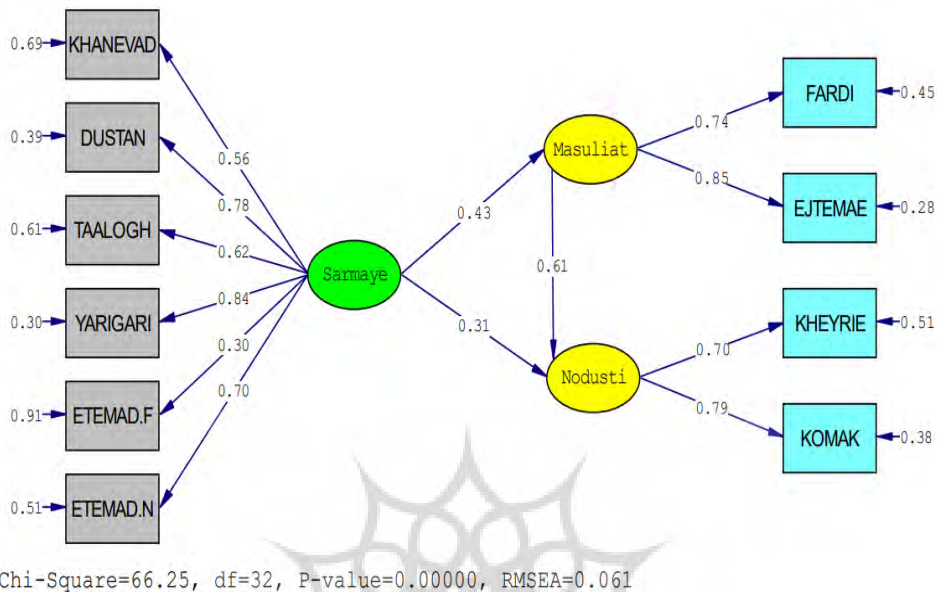 0.69 KHANEVAD
0.39 DUSTAN
0.61 TAALOGH
0.30 YARIGARI
0.91 ETEMAD.F
0.51 ETEMAD.N
0.56
0.78
0.62
0.84
0.30
0.70
Sarmaye
0.43
0.31
Masuliat
0.61
Nodusti
0.74
0.85
0.70
0.79
FARDI 0.45
EJTEMAE 0.28
KHEYRIE 0.51
KOMAK 0.38
Chi-Square=66.25, df=32, P-value=0.00000, RMSEA=0.061